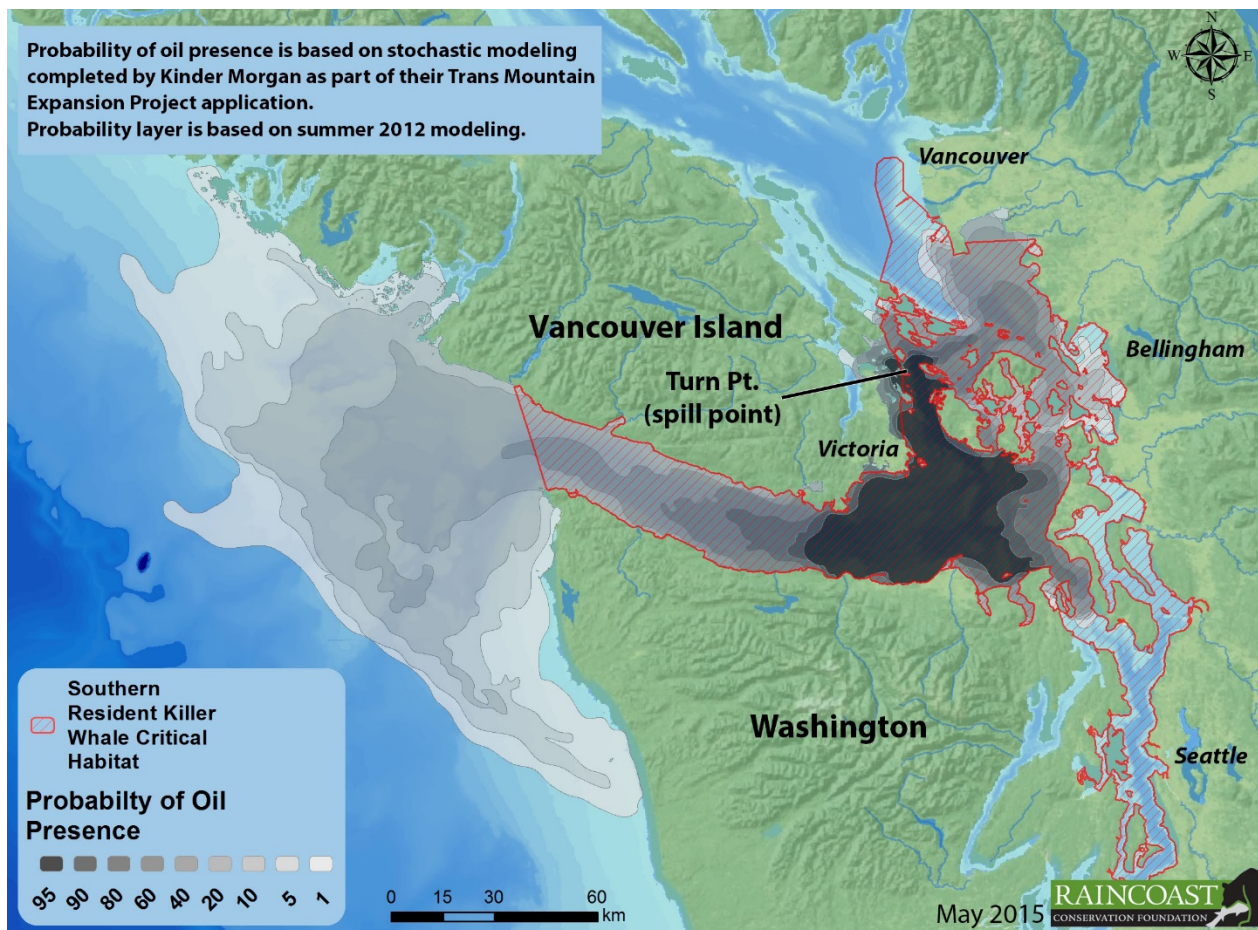 Probability of oil presence is based on stochastic modeling
completed by Kinder Morgan as part of their Trans Mountain
Expansion Project application.
Probability layer is based on summer 2012 modeling.
N
W
E
S
Vancouver
Vancouver Island
Bellingham
Turn Pt.
(spill point)
Victoria
Washington
Seattle
Southern
Resident Killer
Whale Critical
Habitat
Probabilty of Oil
Presence
95 90 80 60 40 20 10 5 1
0 15 30 60
km
May 2015
RAINCOAST
CONSERVATION FOUNDATION